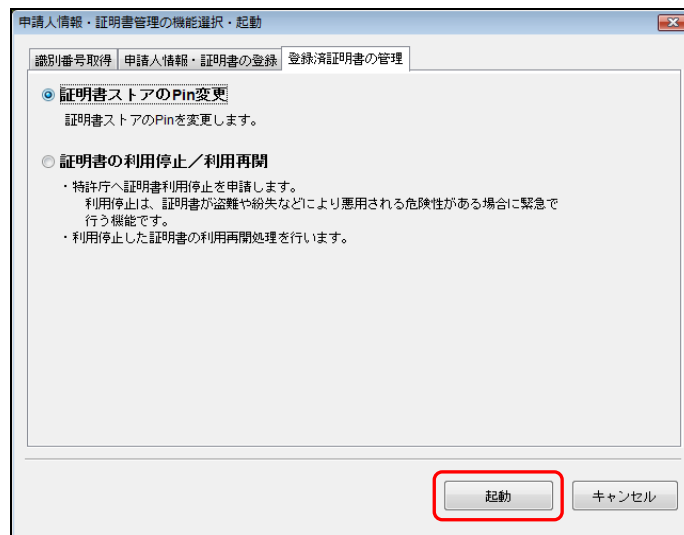 申請人情報・証明書管理の機能選択・起動
識別番号取得 申請人情報・証明書の登録 登録済証明書の管理
証明書ストアのPin変更
証明書ストアのPinを変更します。
証明書の利用停止／利用再開
・特許庁へ証明書利用停止を申請します。
利用停止は、証明書が盗難や紛失などにより悪用される危険性がある場合に緊急で
行う機能です。
・利用停止した証明書の利用再開処理を行います。
起動 キャンセル